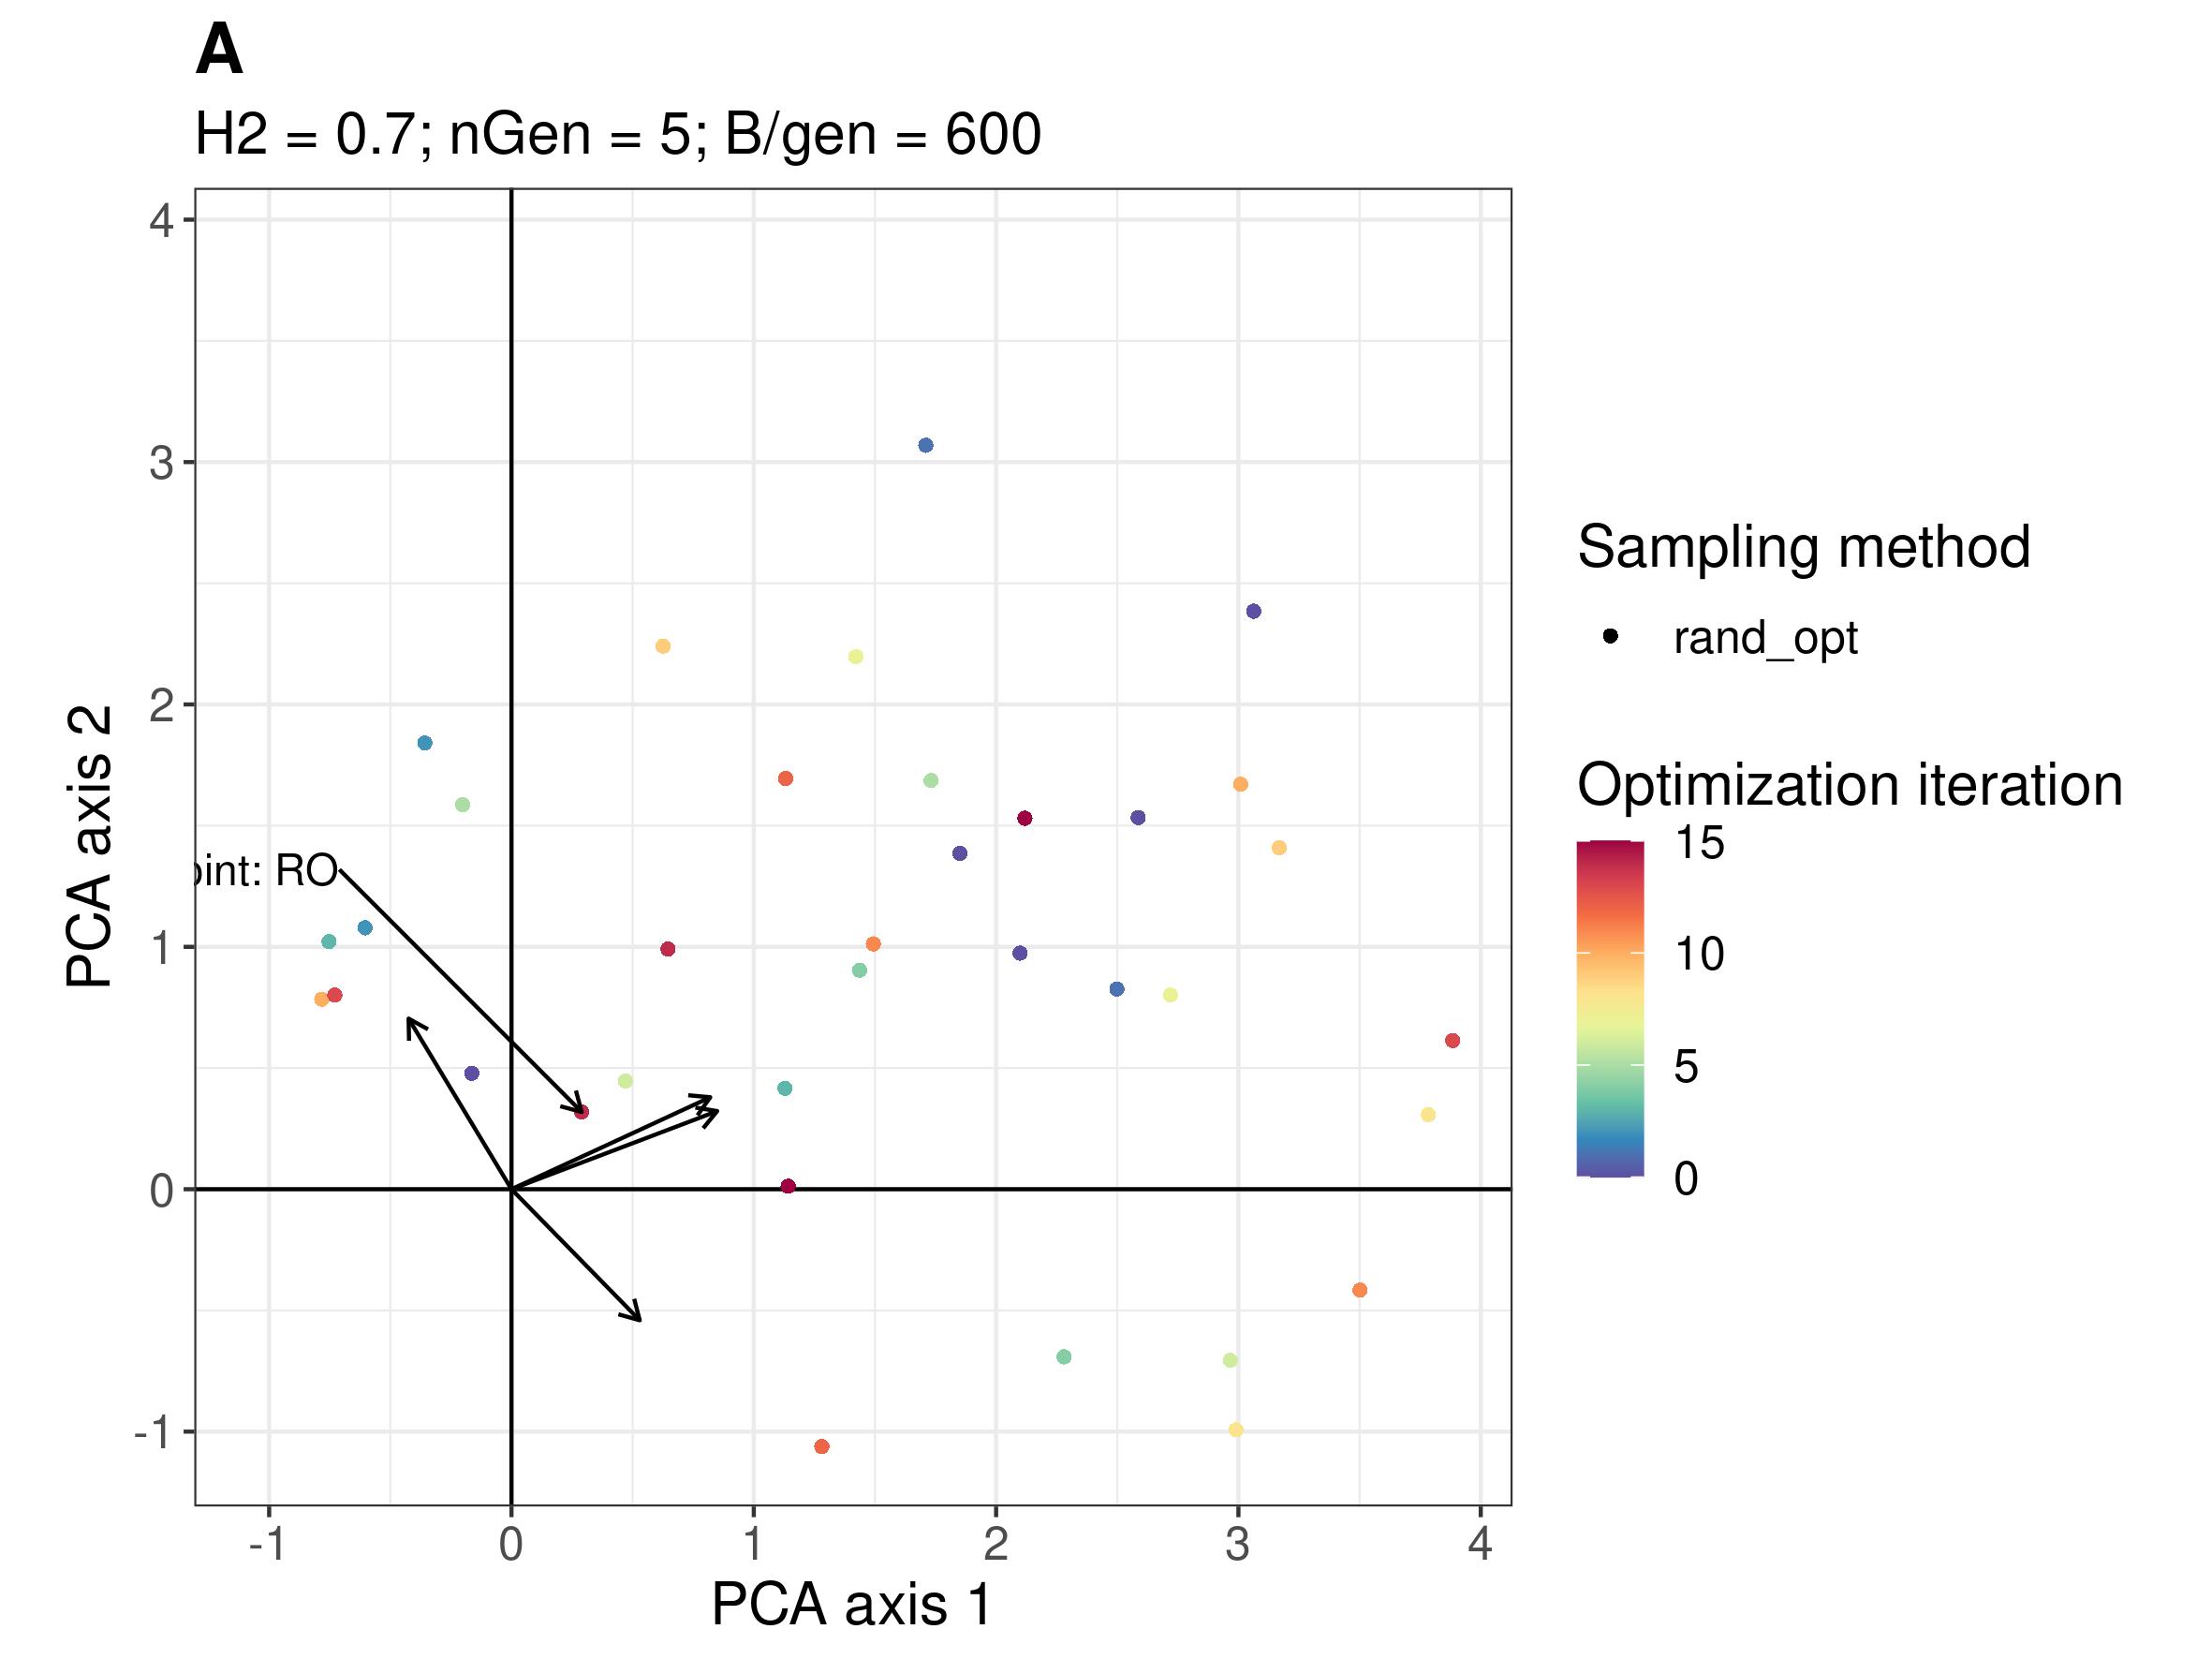 A
H2 = 0.7; nGen = 5; B/gen = 600
4
3
2
1
0
-1
PCA axis 2
oint: RO
-1 0 1 2 3 4
PCA axis 1
Sampling method
rand_opt
Optimization iteration
15
10
5
0